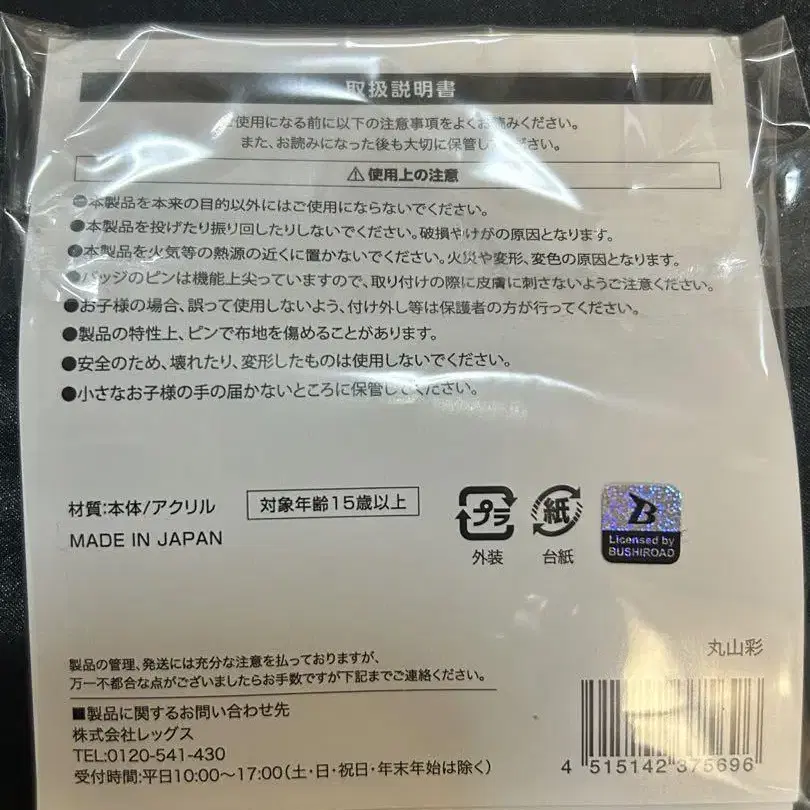 取扱説明書
ご使用になる前に以下の注意事項をよくお読みください。
また、お読みになった後も大切に保管してください。
⚠使用上の注意
●本製品を本来の目的以外にはご使用にならないでください。
●本製品を投げたり振り回したりしないでください。破損やけがの原因となります。
●本製品を火気等の熱源の近くに置かないでください。火災や変形、変色の原因となります。
●バッジのピンは機能上尖っていますので、取り付けの際に皮膚に刺さないようご注意ください。
●お子様の場合、誤って使用しないよう、付け外し等は保護者の方が行ってください。
●製品の特性上、ピンで布地を傷めることがあります。
●安全のため、壊れたり、変形したものは使用しないでください。
●小さなお子様の手の届かないところに保管してください。
材質:本体/アクリル
対象年齢15歳以上
MADE IN JAPAN
プラ
外装
紙
台紙
B
Licensed by
BUSHIROAD
丸山彩
製品の管理、発送には充分な注意を払っておりますが、
万一不都合な点がございましたらお手数ですが下記までご連絡ください。
■製品に関するお問い合わせ先
株式会社レッグス
TEL:0120-541-430
受付時間:平日10:00～17:00(土・日・祝日・年末年始は除く)
4 515142 375696